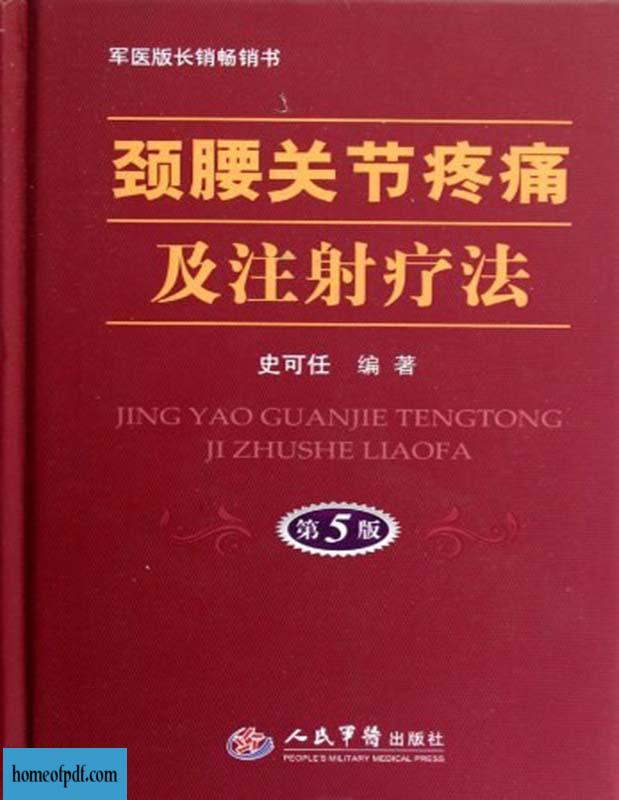 军医版长销畅销书
颈腰关节疼痛
及注射疗法
史可任 编著
JING YAO GUANJIE TENGTONG
JI ZHUSHE LIAOFA
第5版
人民军医出版社
PEOPLE'S MILITARY MEDICAL PRESS
homeofpdf.com